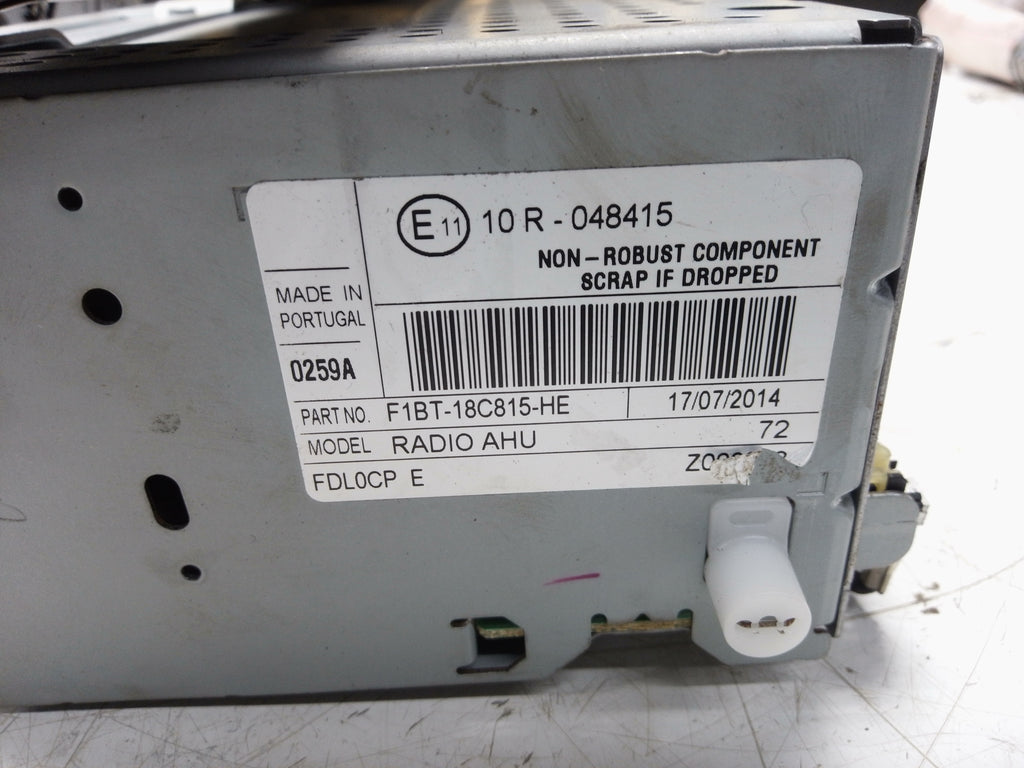 E 11 10 R - 048415
NON-ROBUST COMPONENT
SCRAP IF DROPPED
MADE IN
PORTUGAL
0259A
PART NO. F1BT-18C815-HE 17/07/2014
MODEL RADIO AHU 72
FDL0CP E